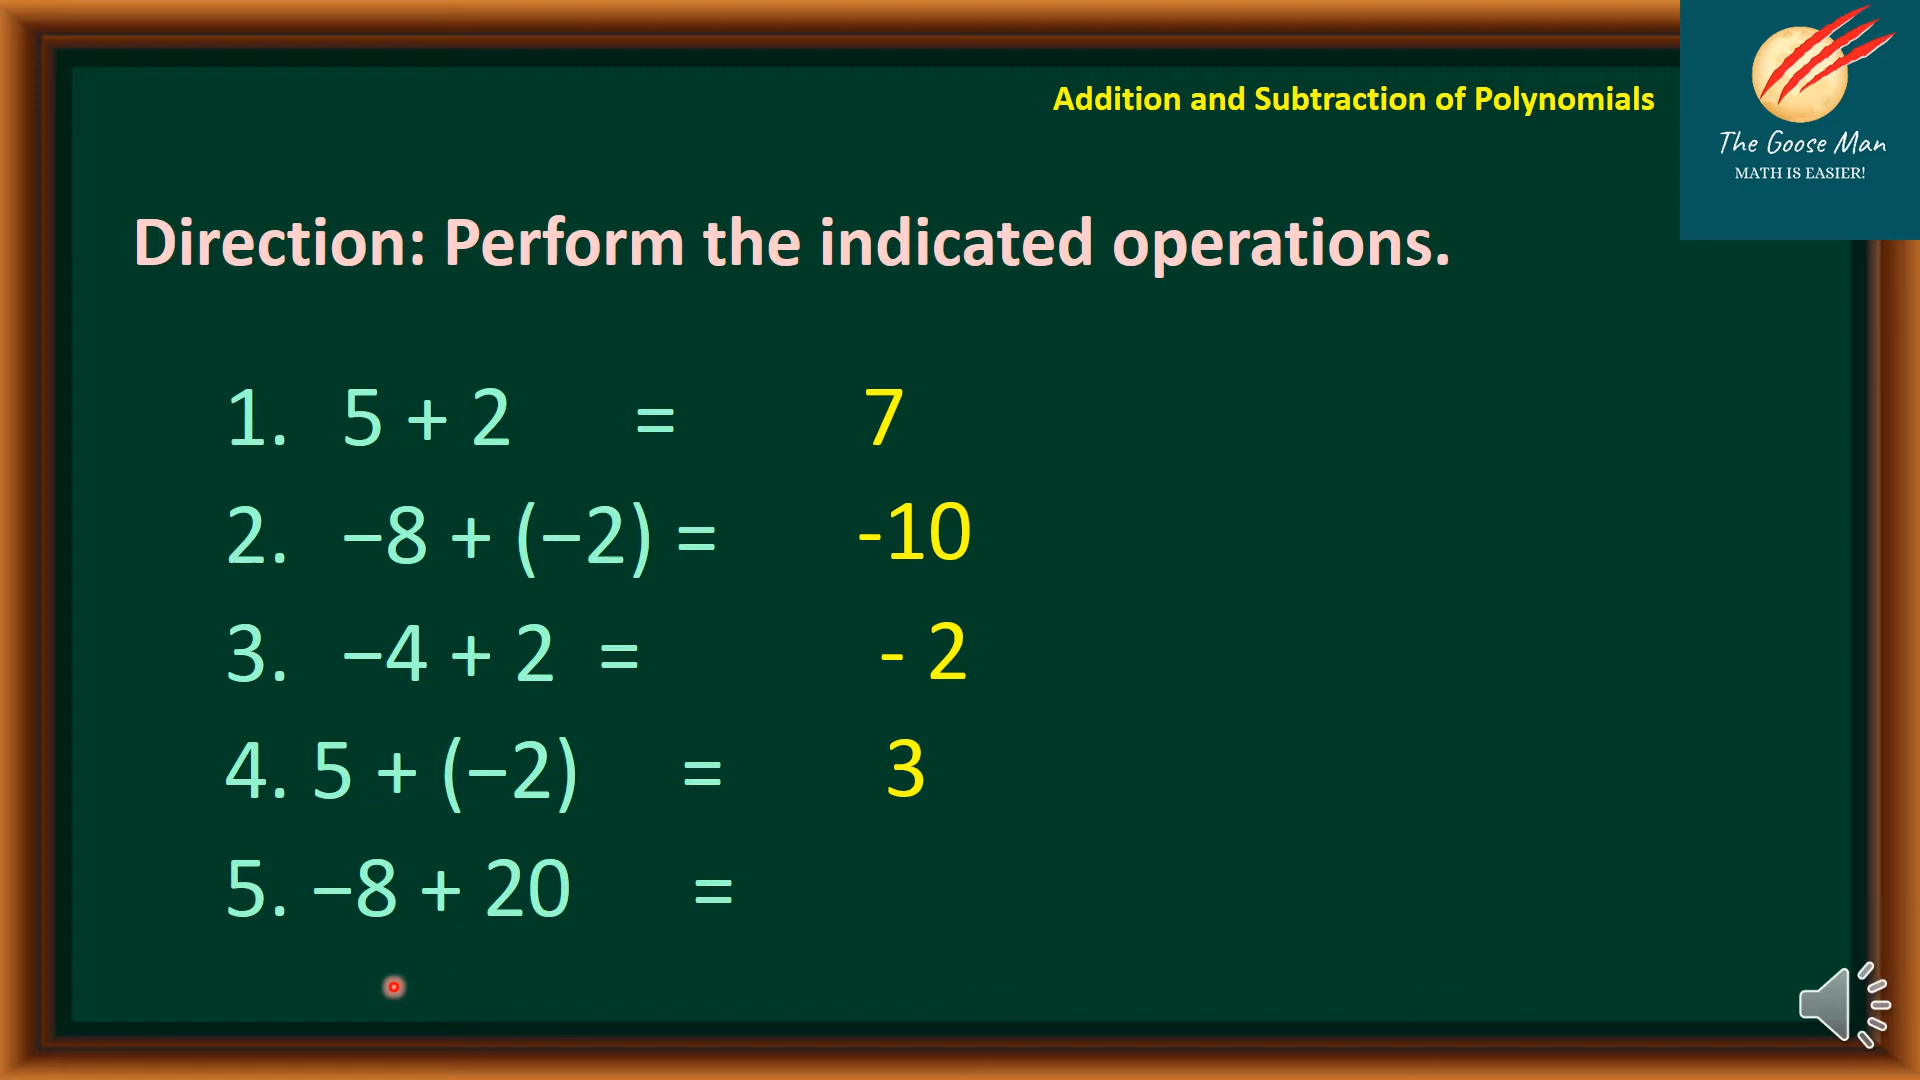 Addition and Subtraction of Polynomials
The Goose Man
MATH IS EASIER!
Direction: Perform the indicated operations.
1. 5 + 2 = 7
2. −8 + (−2) = -10
3. −4 + 2 = - 2
4. 5 + (−2) = 3
5. −8 + 20 =